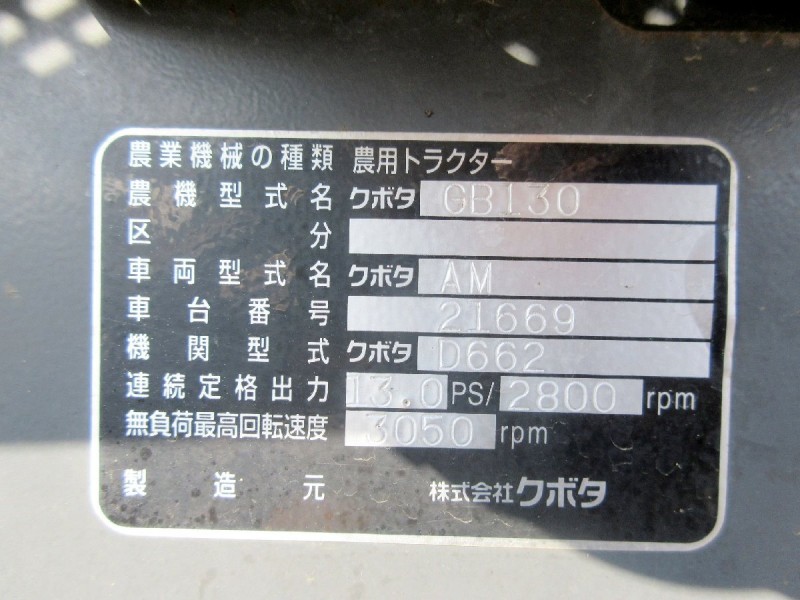 農業機械の種類 農用トラクター
農機型式名 クボタ GB130
区分
車両型式名 クボタ AM
車台番号 21669
機関型式 クボタ D662
連続定格出力 13.0 PS/ 2800 rpm
無負荷最高回転速度 3050 rpm
製造元 株式会社クボタ